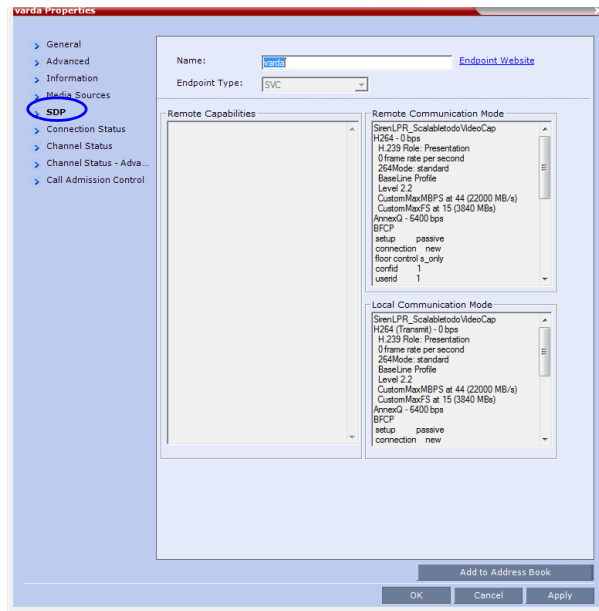 varda Properties
General
Advanced
Information
Media Sources
SDP
Connection Status
Channel Status
Channel Status - Adva...
Call Admission Control
Name: varda Endpoint Website
Endpoint Type: SVC
Remote Capabilities
Remote Communication Mode
SirenLPR_ScalabletodoVideoCap
H264 - 0 bps
H.239 Role: Presentation
0 frame rate per second
264Mode: standard
BaseLine Profile
Level 2.2
CustomMaxMBPS at 44 (22000 MB/s)
CustomMaxFS at 15 (3840 MBs)
AnnexQ - 6400 bps
BFCP
setup passive
connection new
floor control s_only
confid 1
userid 1
Local Communication Mode
SirenLPR_ScalabletodoVideoCap
H264 (Transmit) - 0 bps
H.239 Role: Presentation
0 frame rate per second
264Mode: standard
BaseLine Profile
Level 2.2
CustomMaxMBPS at 44 (22000 MB/s)
CustomMaxFS at 15 (3840 MBs)
AnnexQ - 6400 bps
BFCP
setup passive
connection new
Add to Address Book
OK Cancel Apply